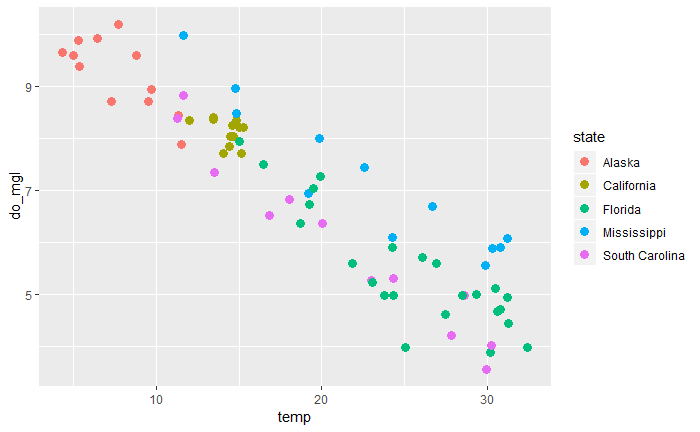 9
7
5
do_mgl
10 20 30
temp
state
Alaska
California
Florida
Mississippi
South Carolina